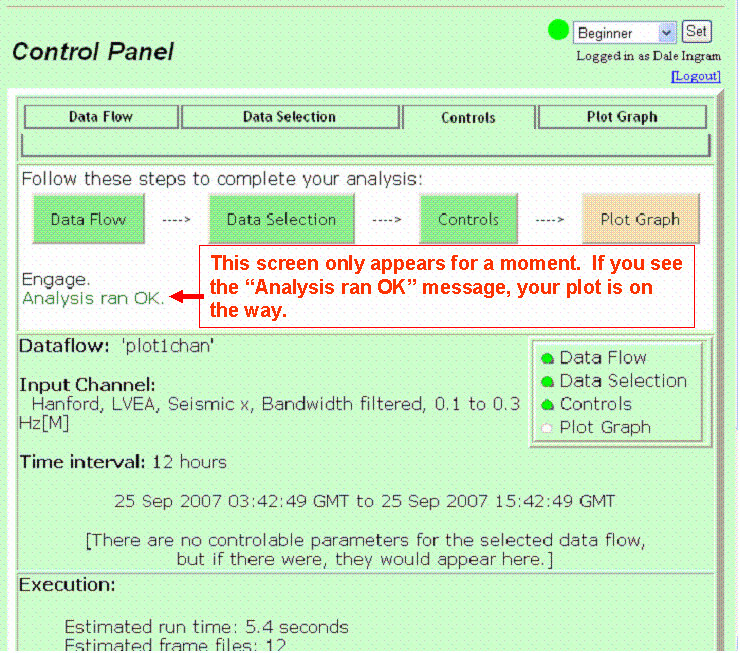 Control Panel
Beginner
Set
Logged in as Dale Ingram
[Logout]
Data Flow
Data Selection
Controls
Plot Graph
Follow these steps to complete your analysis:
Data Flow ----> Data Selection ----> Controls ----> Plot Graph
Engage.
Analysis ran OK.
This screen only appears for a moment. If you see
the “Analysis ran OK” message, your plot is on
the way.
Dataflow: 'plot1chan'
Input Channel:
Hanford, LVEA, Seismic x, Bandwidth filtered, 0.1 to 0.3
Hz[M]
Data Flow
Data Selection
Controls
Plot Graph
Time interval: 12 hours
25 Sep 2007 03:42:49 GMT to 25 Sep 2007 15:42:49 GMT
[There are no controlable parameters for the selected data flow,
but if there were, they would appear here.]
Execution:
Estimated run time: 5.4 seconds
Estimated frame files: 12